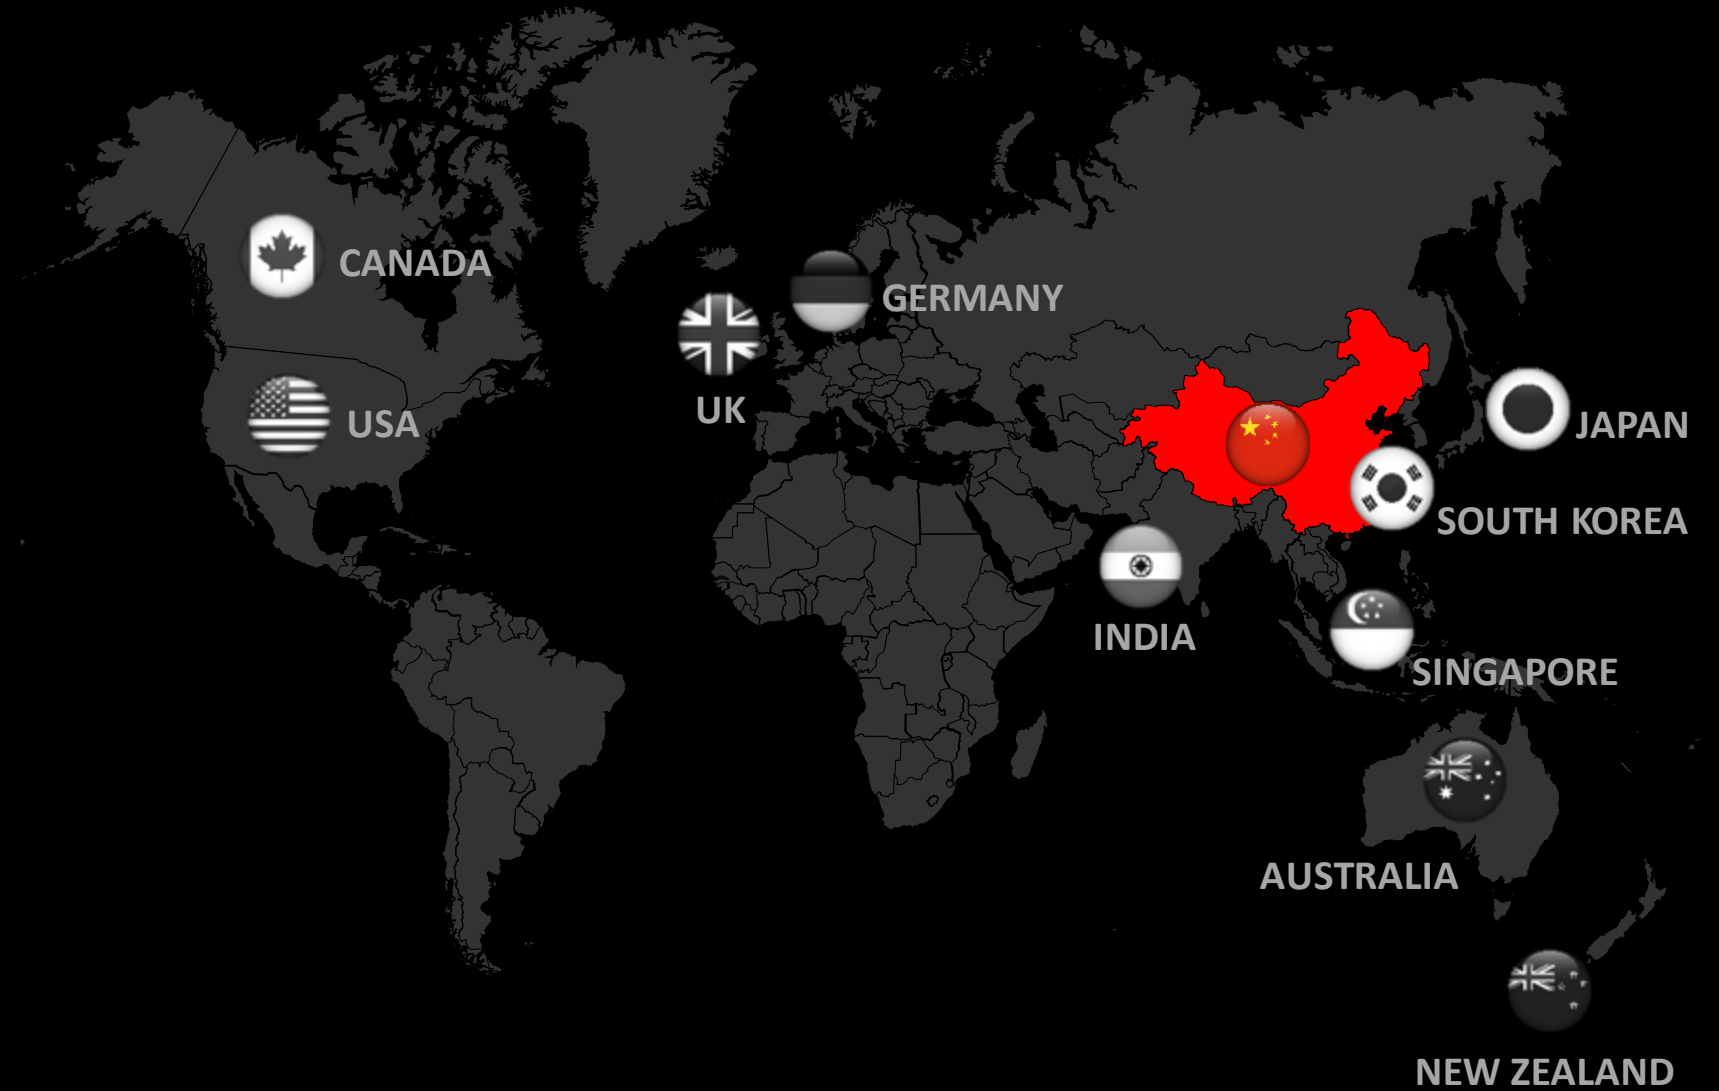 CANADA
GERMANY
UK
USA
JAPAN
SOUTH KOREA
INDIA
SINGAPORE
AUSTRALIA
NEW ZEALAND